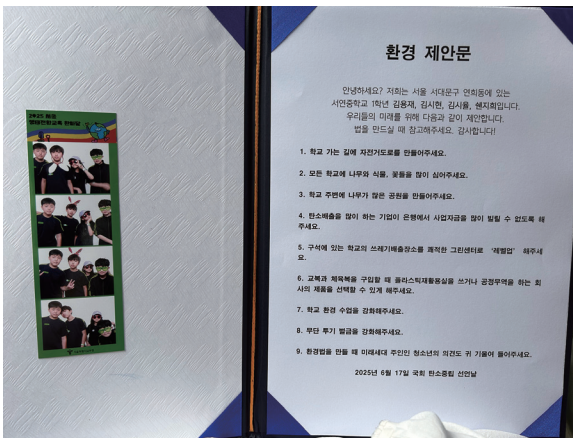 2025 환경
생태전환교육 한마당
환경 제안문
안녕하세요? 저희는 서울 서대문구 연희동에 있는
서연중학교 1학년 김용재, 김시현, 김시율, 쉔지회입니다.
우리들의 미래를 위해 다음과 같이 제안합니다.
법을 만드실 때 참고해주세요. 감사합니다!
1. 학교 가는 길에 자전거도로를 만들어주세요.
2. 모든 학교에 나무와 식물, 꽃들을 많이 심어주세요.
3. 학교 주변에 나무가 많은 공원을 만들어주세요.
4. 탄소배출을 많이 하는 기업이 은행에서 사업자금을 많이 빌릴 수 없도록 해
주세요.
5. 구석에 있는 학교의 쓰레기배출장소를 쾌적한 그린센터로 '레벨업' 해주세
요.
6. 교복과 체육복을 구입할 때 플라스틱재활용실을 쓰거나 공정무역을 하는 회
사의 제품을 선택할 수 있게 해주세요.
7. 학교 환경 수업을 강화해주세요.
8. 무단 투기 벌금을 강화해주세요.
9. 환경법을 만들 때 미래세대 주인인 청소년의 의견도 귀 기울여 들어주세요.
2025년 6월 17일 국회 탄소중립 선언날